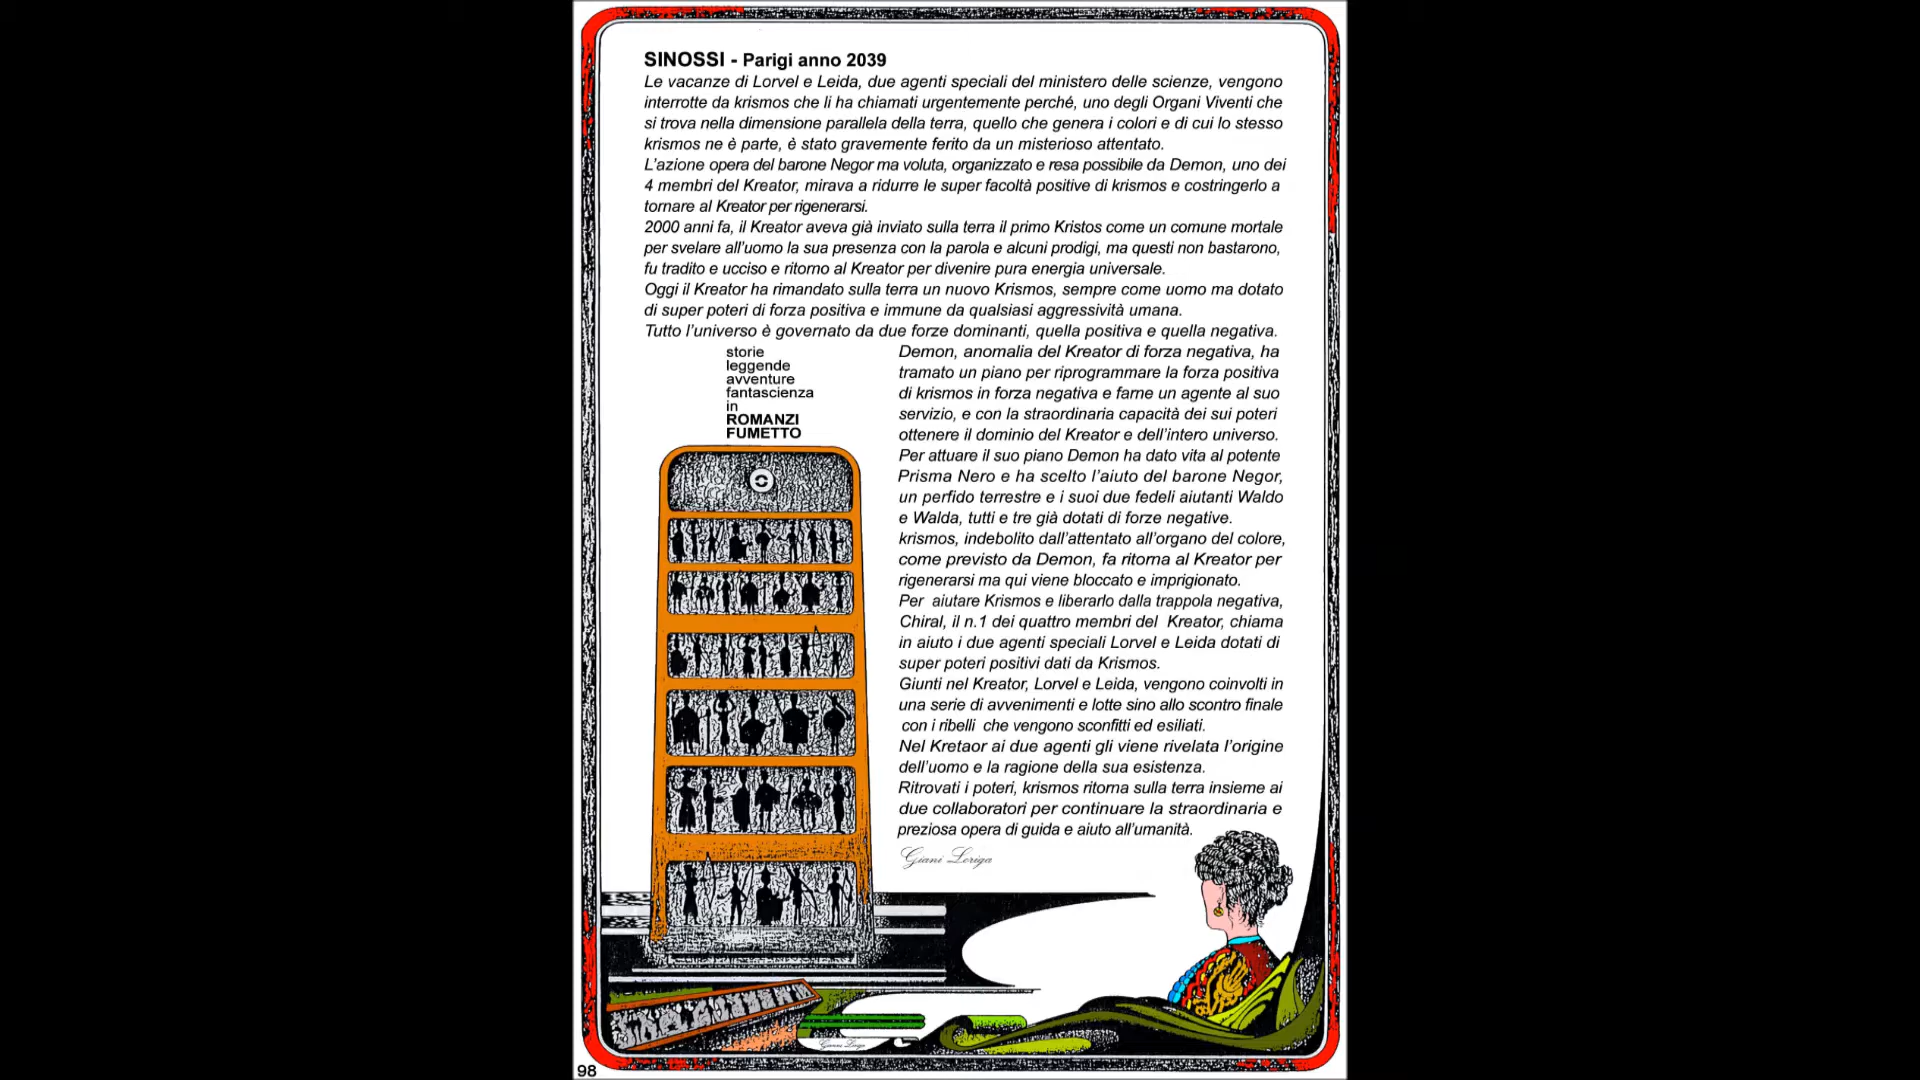 SINOSSI - Parigi anno 2039
Le vacanze di Lorvel e Leida, due agenti speciali del ministero delle scienze, vengono
interrotte da krismos che li ha chiamati urgentemente perché, uno degli Organi Viventi che
si trova nella dimensione parallela della terra, quello che genera i colori e di cui lo stesso
krismos ne è parte, è stato gravemente ferito da un misterioso attentato.
L'azione opera del barone Negor ma voluta, organizzato e resa possibile da Demon, uno dei
4 membri del Kreator, mirava a ridurre le super facoltà positive di krismos e costringerlo a
tornare al Kreator per rigenerarsi.
2000 anni fa, il Kreator aveva già inviato sulla terra il primo Kristos come un comune mortale
per svelare all'uomo la sua presenza con la parola e alcuni prodigi, ma questi non bastarono,
fu tradito e ucciso e ritorno al Kreator per divenire pura energia universale.
Oggi il Kreator ha rimandato sulla terra un nuovo Krismos, sempre come uomo ma dotato
di super poteri di forza positiva e immune da qualsiasi aggressività umana.
Tutto l'universo è governato da due forze dominanti, quella positiva e quella negativa.
Demon, anomalia del Kreator di forza negativa, ha
tramato un piano per riprogrammare la forza positiva
di krismos in forza negativa e farne un agente al suo
servizio, e con la straordinaria capacità dei sui poteri
ottenere il dominio del Kreator e dell'intero universo.
Per attuare il suo piano Demon ha dato vita al potente
Prisma Nero e ha scelto l'aiuto del barone Negor,
un perfido terrestre e i suoi due fedeli aiutanti Waldo
e Walda, tutti e tre già dotati di forze negative.
krismos, indebolito dall'attentato all'organo del colore,
come previsto da Demon, fa ritorna al Kreator per
rigenerarsi ma qui viene bloccato e imprigionato.
Per aiutare Krismos e liberarlo dalla trappola negativa,
Chiral, il n.1 dei quattro membri del Kreator, chiama
in aiuto i due agenti speciali Lorvel e Leida dotati di
super poteri positivi dati da Krismos.
Giunti nel Kreator, Lorvel e Leida, vengono coinvolti in
una serie di avvenimenti e lotte sino allo scontro finale
con i ribelli che vengono sconfitti ed esiliati.
Nel Kretaor ai due agenti gli viene rivelata l'origine
dell'uomo e la ragione della sua esistenza.
Ritrovati i poteri, krismos ritorna sulla terra insieme ai
due collaboratori per continuare la straordinaria e
preziosa opera di guida e aiuto all'umanità.
Giani Loriga
storie
leggende
avventure
fantascienza
in
ROMANZI
FUMETTO
98